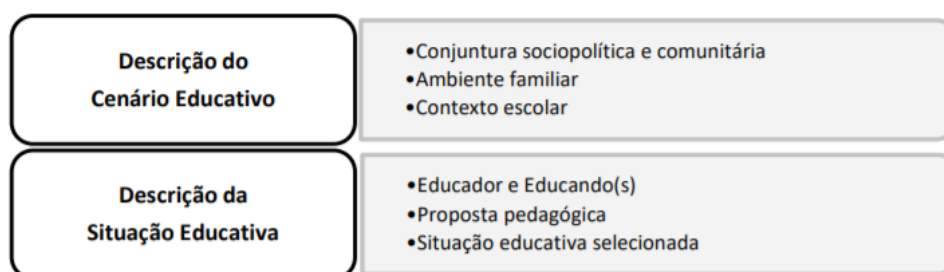 Descrição do
Cenário Educativo
•Conjuntura sociopolítica e comunitária
•Ambiente familiar
•Contexto escolar
Descrição da
Situação Educativa
•Educador e Educando(s)
•Proposta pedagógica
•Situação educativa selecionada